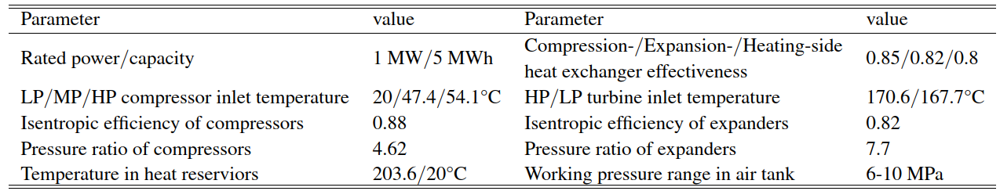 Parameter value Parameter value
Rated power/capacity 1 MW/5 MWh Compression-/Expansion-/Heating-side heat exchanger effectiveness 0.85/0.82/0.8
LP/MP/HP compressor inlet temperature 20/47.4/54.1°C HP/LP turbine inlet temperature 170.6/167.7°C
Isentropic efficiency of compressors 0.88 Isentropic efficiency of expanders 0.82
Pressure ratio of compressors 4.62 Pressure ratio of expanders 7.7
Temperature in heat reserviors 203.6/20°C Working pressure range in air tank 6-10 MPa